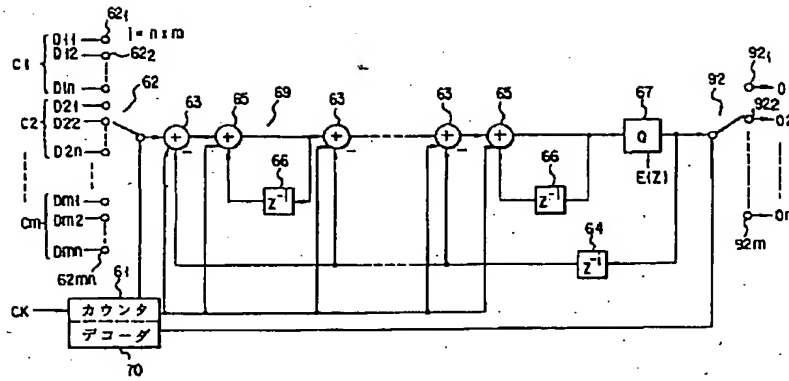 62₁
D11
i = n × m
D12
62₂
C1
D1n
D21
62
C2
D22
D2n
Dm1
Cm
Dm2
Dmn
62mn
63
65
69
63
63
65
67
92
92₁
92₂
+
−
+
+
−
+
−
+
Q
E(Z)
O2
66
Z⁻¹
66
Z⁻¹
64
Z⁻ⁱ
92m
61
CK
カウンタ
デコーダ
70